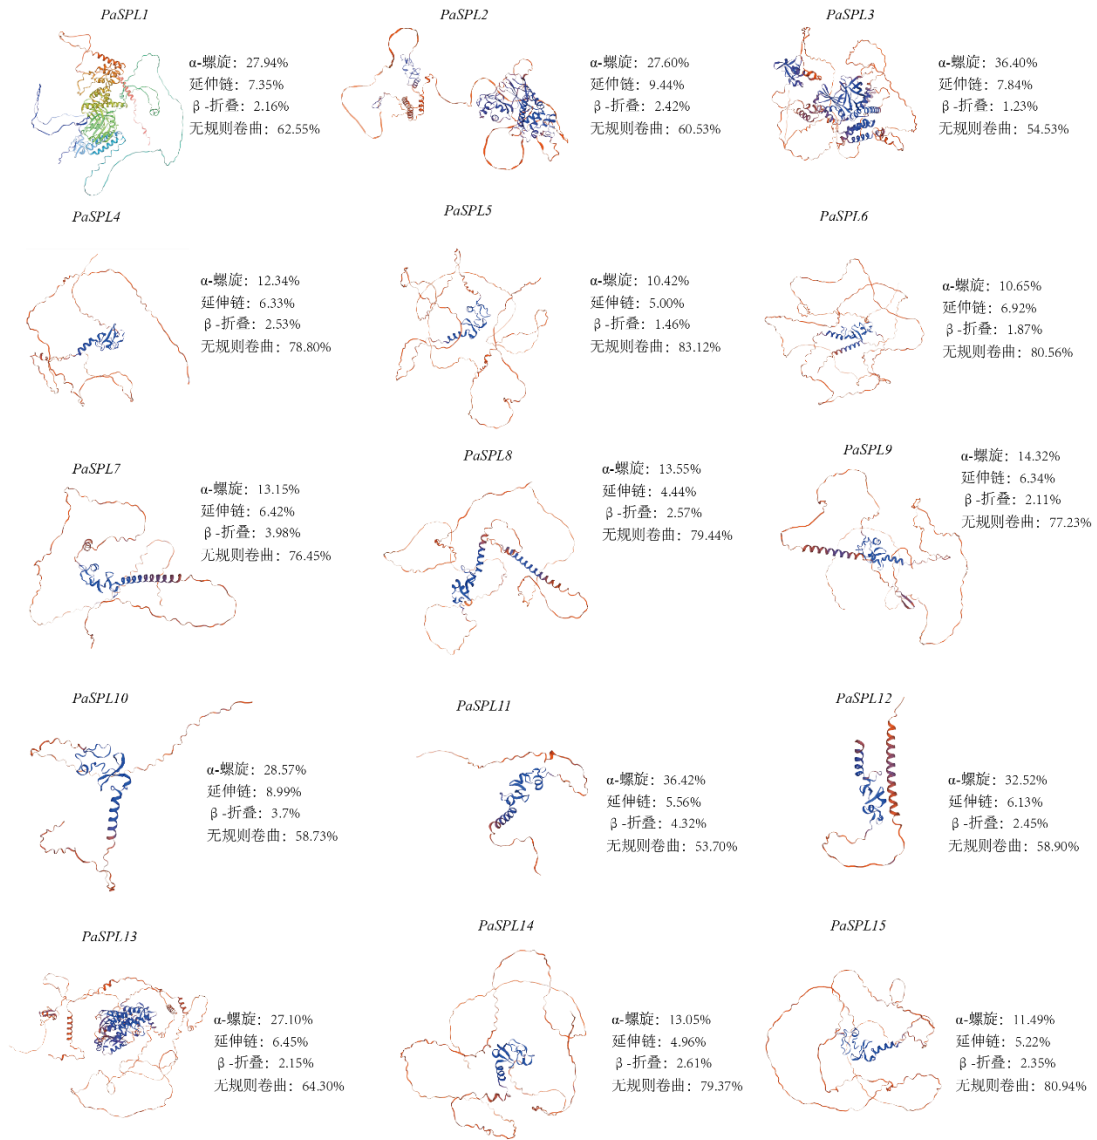 PaSPL1
α-螺旋：27.94%
延伸链：7.35%
β-折叠：2.16%
无规则卷曲：62.55%
PaSPL2
α-螺旋：27.60%
延伸链：9.44%
β-折叠：2.42%
无规则卷曲：60.53%
PaSPL3
α-螺旋：36.40%
延伸链：7.84%
β-折叠：1.23%
无规则卷曲：54.53%
PaSPL4
α-螺旋：12.34%
延伸链：6.33%
β-折叠：2.53%
无规则卷曲：78.80%
PaSPL5
α-螺旋：10.42%
延伸链：5.00%
β-折叠：1.46%
无规则卷曲：83.12%
PaSPL6
α-螺旋：10.65%
延伸链：6.92%
β-折叠：1.87%
无规则卷曲：80.56%
PaSPL7
α-螺旋：13.15%
延伸链：6.42%
β-折叠：3.98%
无规则卷曲：76.45%
PaSPL8
α-螺旋：13.55%
延伸链：4.44%
β-折叠：2.57%
无规则卷曲：79.44%
PaSPL9
α-螺旋：14.32%
延伸链：6.34%
β-折叠：2.11%
无规则卷曲：77.23%
PaSPL10
α-螺旋：28.57%
延伸链：8.99%
β-折叠：3.7%
无规则卷曲：58.73%
PaSPL11
α-螺旋：36.42%
延伸链：5.56%
β-折叠：4.32%
无规则卷曲：53.70%
PaSPL12
α-螺旋：32.52%
延伸链：6.13%
β-折叠：2.45%
无规则卷曲：58.90%
PaSPL13
α-螺旋：27.10%
延伸链：6.45%
β-折叠：2.15%
无规则卷曲：64.30%
PaSPL14
α-螺旋：13.05%
延伸链：4.96%
β-折叠：2.61%
无规则卷曲：79.37%
PaSPL15
α-螺旋：11.49%
延伸链：5.22%
β-折叠：2.35%
无规则卷曲：80.94%